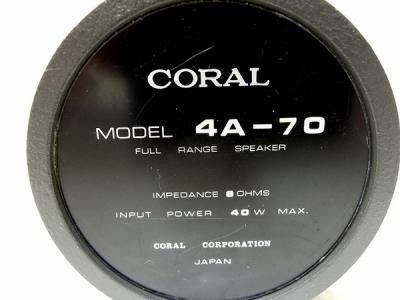 CORAL
MODEL 4A-70
FULL RANGE SPEAKER
IMPEDANCE 8 OHMS
INPUT POWER 40 W MAX.
CORAL CORPORATION
JAPAN